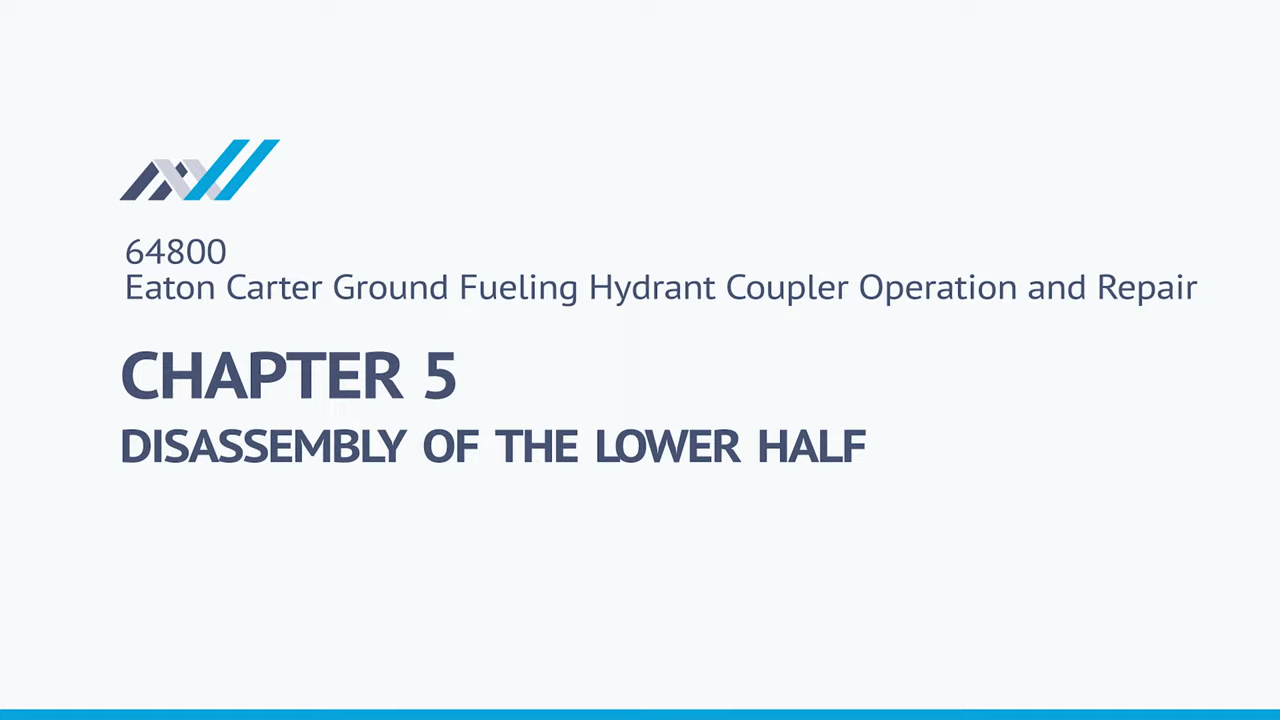 64800
Eaton Carter Ground Fueling Hydrant Coupler Operation and Repair
CHAPTER 5
DISASSEMBLY OF THE LOWER HALF